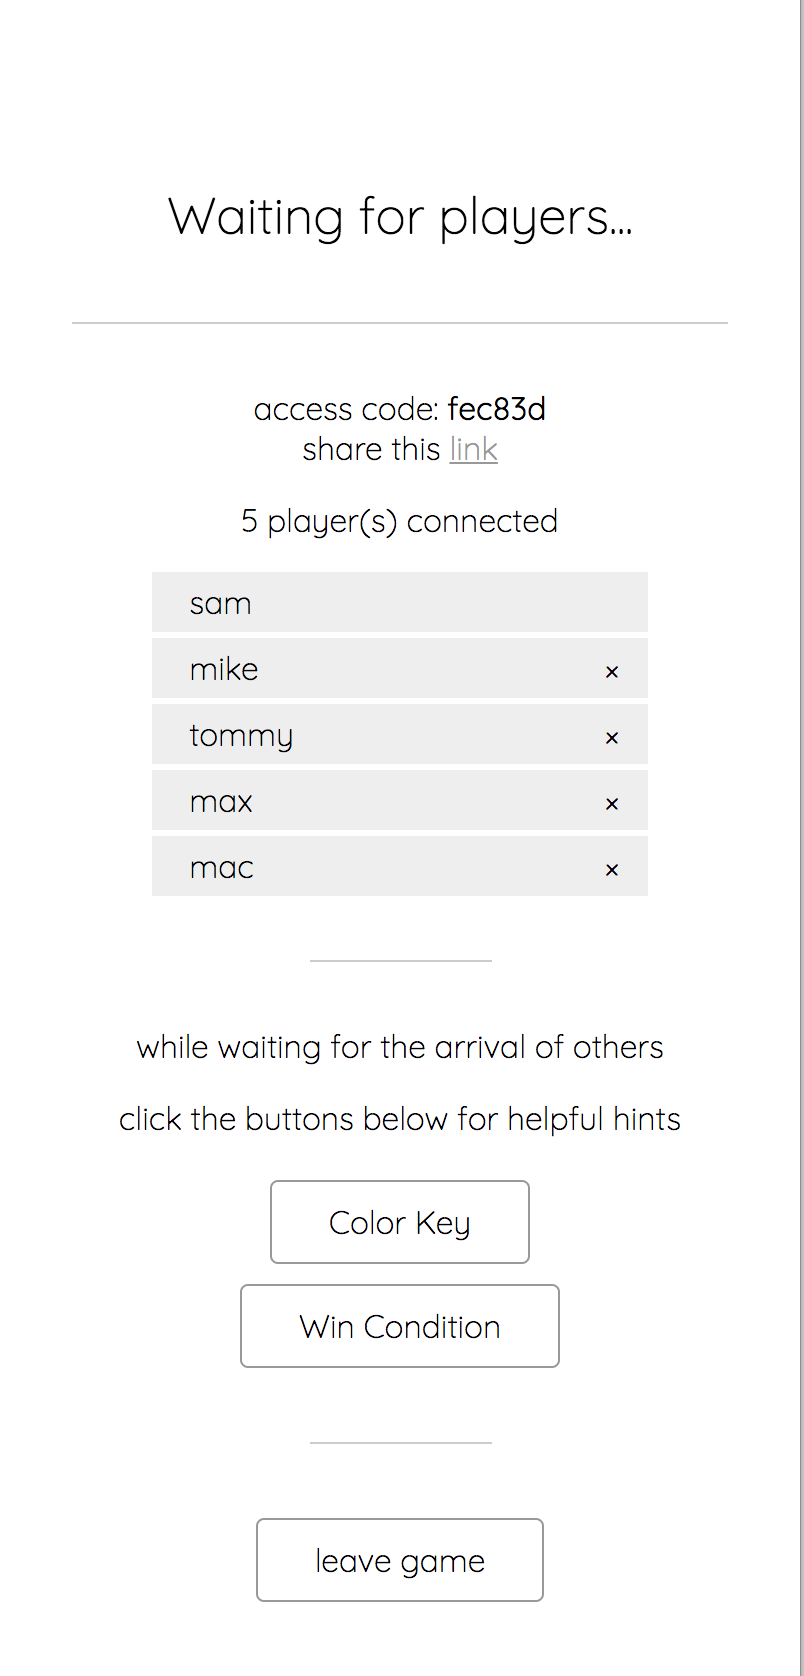 Waiting for players...
access code: fec83d
share this link
5 player(s) connected
sam
mike ×
tommy ×
max ×
mac ×
while waiting for the arrival of others
click the buttons below for helpful hints
Color Key
Win Condition
leave game